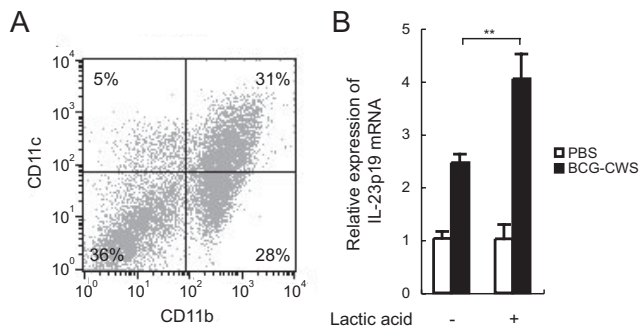 A
10⁴
10³
10²
10¹
10⁰
CD11c
5%
31%
36%
28%
10⁰ 10¹ 10² 10³ 10⁴
CD11b
B
**
5
4
3
2
1
0
Relative expression of
IL-23p19 mRNA
PBS
BCG-CWS
Lactic acid - +